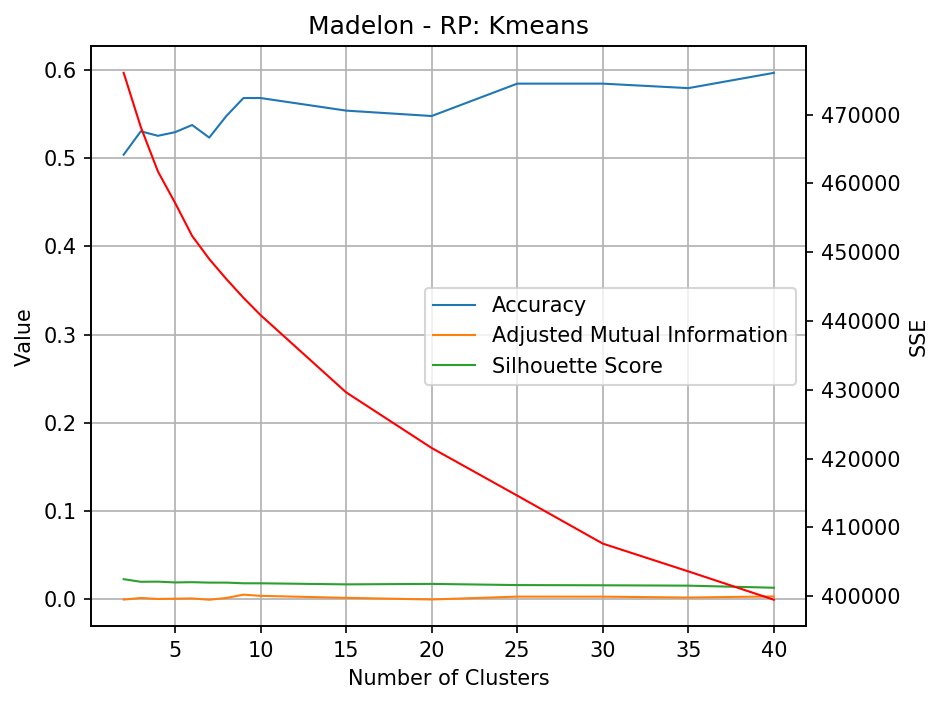 Madelon - RP: Kmeans
Value
0.6
0.5
0.4
0.3
0.2
0.1
0.0
470000
460000
450000
440000
430000
420000
410000
400000
SSE
Accuracy
Adjusted Mutual Information
Silhouette Score
5 10 15 20 25 30 35 40
Number of Clusters